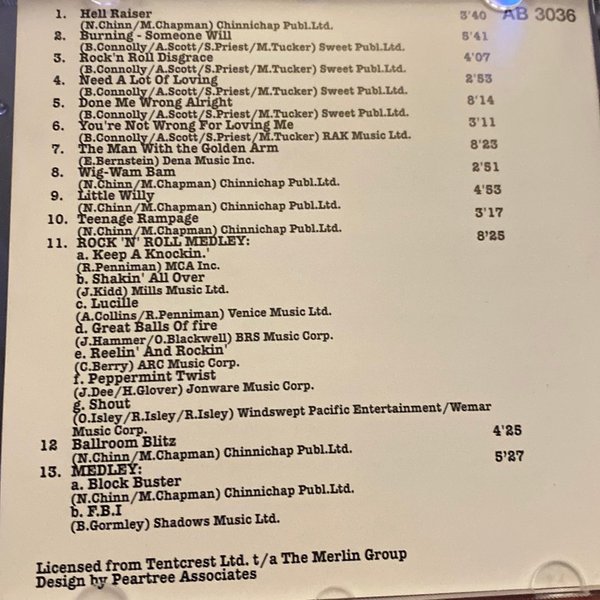 1. Hell Raiser 3'40 AB 3036
(N.Chinn/M.Chapman) Chinnichap Publ.Ltd.
2. Burning - Someone Will 5'41
(B.Connolly/A.Scott/S.Priest/M.Tucker) Sweet Publ.Ltd.
3. Rock'n Roll Disgrace 4'07
(B.Connolly/A.Scott/S.Priest/M.Tucker) Sweet Publ.Ltd.
4. Need A Lot Of Loving 2'53
(B.Connolly/A.Scott/S.Priest/M.Tucker) Sweet Publ.Ltd.
5. Done Me Wrong Alright 8'14
(B.Connolly/A.Scott/S.Priest/M.Tucker) Sweet Publ.Ltd.
6. You're Not Wrong For Loving Me 3'11
(B.Connolly/A.Scott/S.Priest/M.Tucker) RAK Music Ltd.
7. The Man With the Golden Arm 8'23
(E.Bernstein) Dena Music Inc.
8. Wig-Wam Bam 2'51
(N.Chinn/M.Chapman) Chinnichap Publ.Ltd.
9. Little Willy 4'53
(N.Chinn/M.Chapman) Chinnichap Publ.Ltd.
10. Teenage Rampage 3'17
(N.Chinn/M.Chapman) Chinnichap Publ.Ltd.
11. ROCK 'N' ROLL MEDLEY: 8'25
a. Keep A Knockin.'
(R.Penniman) MCA Inc.
b. Shakin' All Over
(J.Kidd) Mills Music Ltd.
c. Lucille
(A.Collins/R.Penniman) Venice Music Ltd.
d. Great Balls Of fire
(J.Hammer/O.Blackwell) BRS Music Corp.
e. Reelin' And Rockin'
(C.Berry) ARC Music Corp.
f. Peppermint Twist
(J.Dee/H.Glover) Jonware Music Corp.
g. Shout
(O.Isley/R.Isley/R.Isley) Windswept Pacific Entertainment/Wemar
Music Corp.
12 Ballroom Blitz 4'25
(N.Chinn/M.Chapman) Chinnichap Publ.Ltd.
13. MEDLEY: 5'27
a. Block Buster
(N.Chinn/M.Chapman) Chinnichap Publ.Ltd.
b. F.B.I
(B.Gormley) Shadows Music Ltd.
Licensed from Tentcrest Ltd. t/a The Merlin Group
Design by Peartree Associates